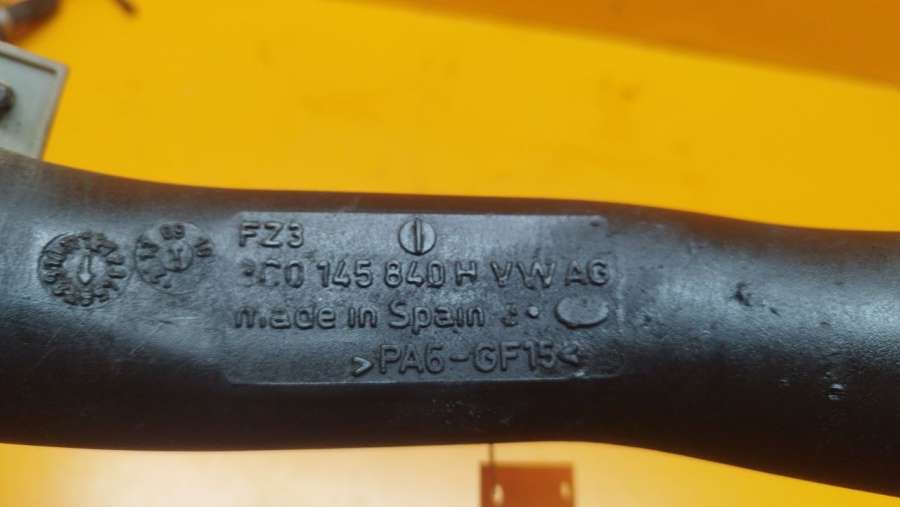 FZ3
3C0 145 840 H VW AG
made in Spain
>PA6-GF15<